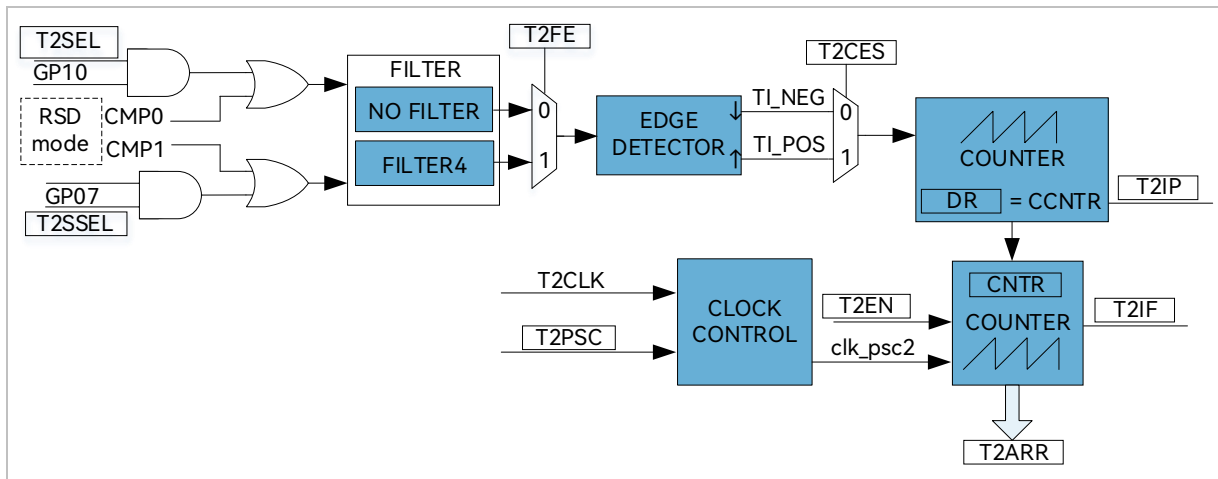 T2SEL
GP10
RSD
mode
CMP0
CMP1
GP07
T2SSEL
FILTER
NO FILTER
FILTER4
T2FE
0
1
EDGE
DETECTOR
↓
↑
TI_NEG
TI_POS
T2CES
0
1
COUNTER
DR = CCNTR
T2IP
T2CLK
T2PSC
CLOCK
CONTROL
T2EN
clk_psc2
CNTR
COUNTER
T2IF
T2ARR